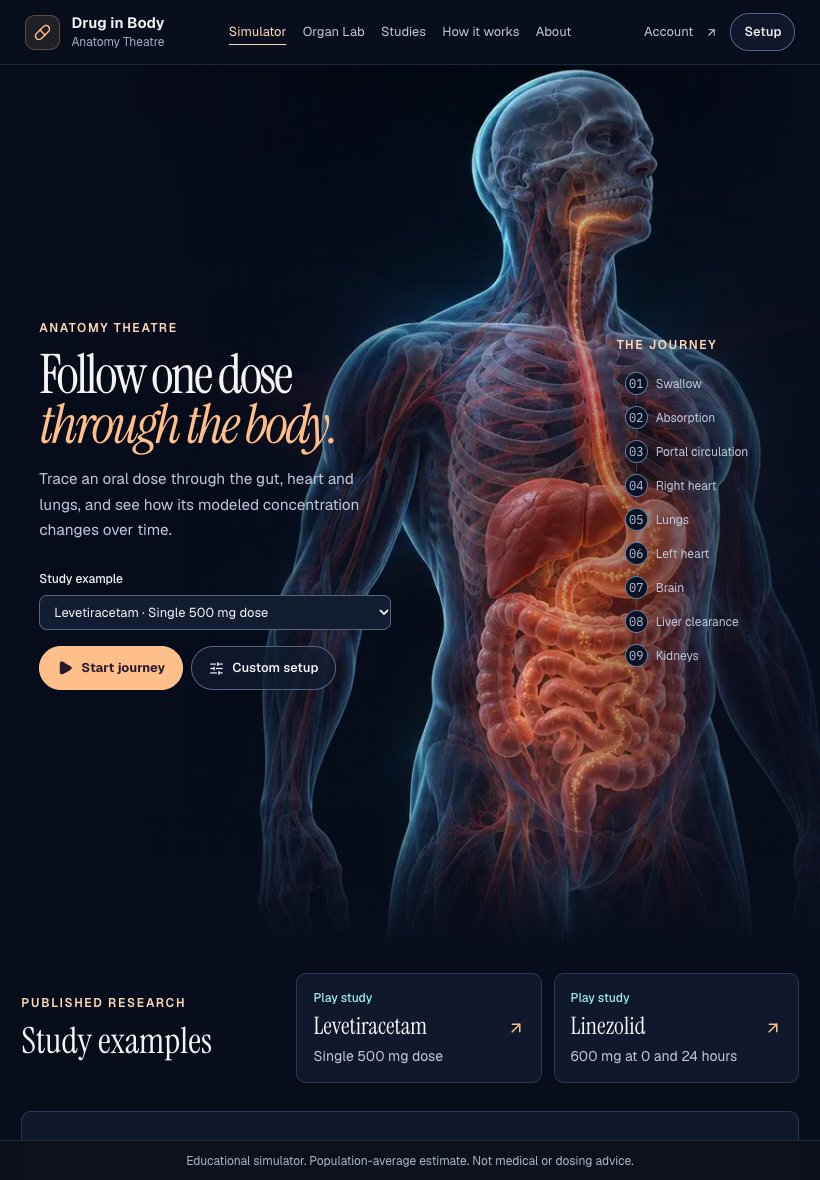 Drug in Body
Anatomy Theatre
Simulator
Organ Lab
Studies
How it works
About
Account
Setup
ANATOMY THEATRE
Follow one dose
through the body.
Trace an oral dose through the gut, heart and
lungs, and see how its modeled concentration
changes over time.
Study example
Levetiracetam · Single 500 mg dose
Start journey
Custom setup
THE JOURNEY
01 Swallow
02 Absorption
03 Portal circulation
04 Right heart
05 Lungs
06 Left heart
07 Brain
08 Liver clearance
09 Kidneys
PUBLISHED RESEARCH
Study examples
Play study
Levetiracetam
Single 500 mg dose
Play study
Linezolid
600 mg at 0 and 24 hours
Educational simulator. Population-average estimate. Not medical or dosing advice.